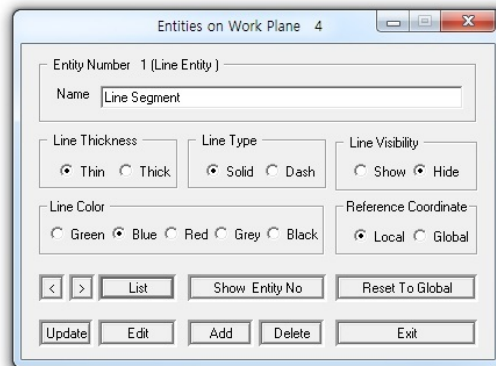 Entities on Work Plane   4
Entity Number   1 (Line Entity )
Name   Line Segment
Line Thickness   Line Type   Line Visibility
Thin   Thick   Solid   Dash   Show   Hide
Line Color   Reference Coordinate
Green   Blue   Red   Grey   Black   Local   Global
<   >   List   Show Entity No   Reset To Global
Update   Edit   Add   Delete   Exit